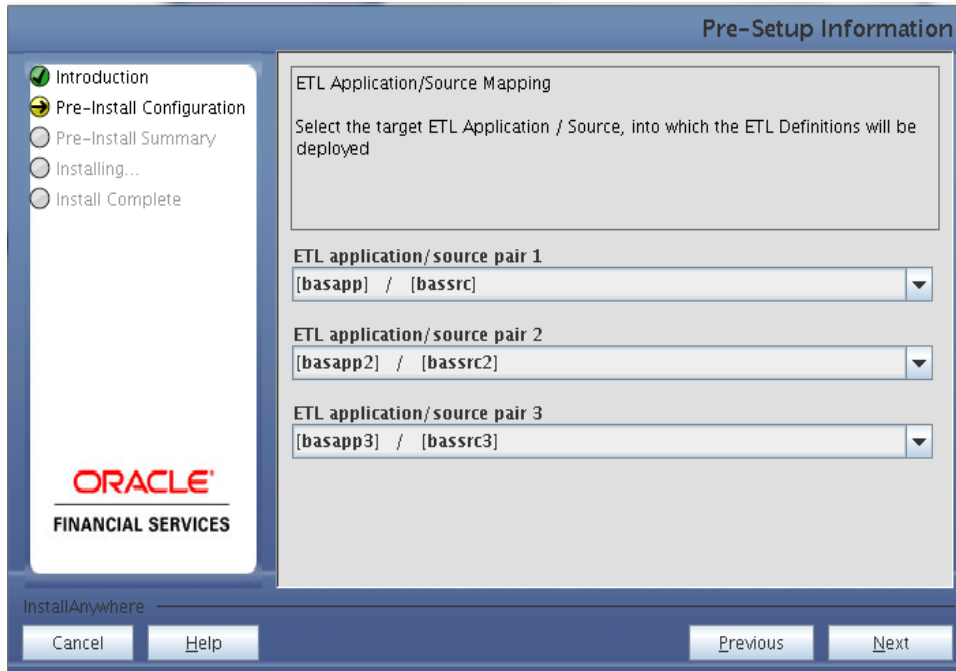 Pre-Setup Information
Introduction
Pre-Install Configuration
Pre-Install Summary
Installing...
Install Complete
ORACLE'
FINANCIAL SERVICES
ETL Application/Source Mapping
Select the target ETL Application / Source, into which the ETL Definitions will be
deployed
ETL application/source pair 1
[basapp] / [bassrc]
ETL application/source pair 2
[basapp2] / [bassrc2]
ETL application/source pair 3
[basapp3] / [bassrc3]
InstallAnywhere
Cancel
Help
Previous
Next